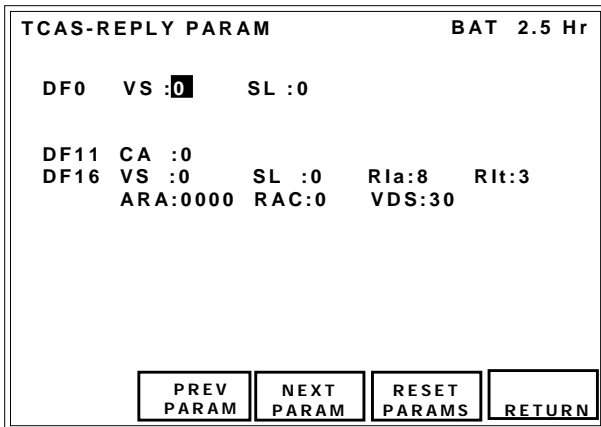 TCAS-REPLY PARAM BAT 2.5 Hr
DF0 VS :0 SL :0
DF11 CA :0
DF16 VS :0 SL :0 RIa:8 RIt:3
ARA:0000 RAC:0 VDS:30
PREV PARAM
NEXT PARAM
RESET PARAMS
RETURN